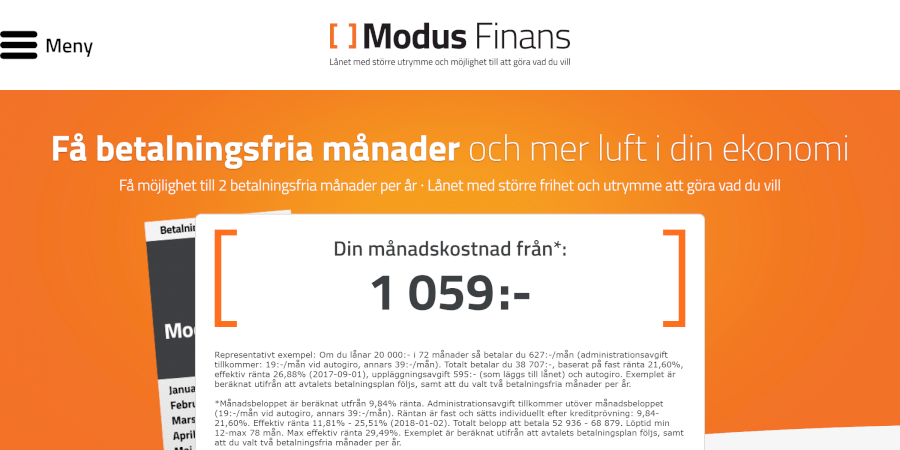 Meny
[ ] Modus Finans
Lånet med större utrymme och möjlighet till att göra vad du vill
Få betalningsfria månader och mer luft i din ekonomi
Få möjlighet till 2 betalningsfria månader per år · Lånet med större frihet och utrymme att göra vad du vill
Din månadskostnad från*:
1 059:-
Representativt exempel: Om du lånar 20 000:- i 72 månader så betalar du 627:-/mån (administrationsavgift
tillkommer: 19:-/mån vid autogiro, annars 39:-/mån). Totalt betalar du 38 707:-, baserat på fast ränta 21,60%,
effektiv ränta 26,88% (2017-09-01), uppläggningsavgift 595:- (som läggs till lånet) och autogiro. Exemplet är
beräknat utifrån att avtalets betalningsplan följs, samt att du valt två betalningsfria månader per år.
*Månadsbeloppet är beräknat utfrån 9,84% ränta. Administrationsavgift tillkommer utöver månadsbeloppet
(19:-/mån vid autogiro, annars 39:-/mån). Räntan är fast och sätts individuellt efter kreditprövning: 9,84-
21,60%. Effektiv ränta 11,81% - 25,51% (2018-01-02). Totalt belopp att betala 52 936 - 68 879. Löptid min
12-max 78 mån. Max effektiv ränta 29,49%. Exemplet är beräknat utifrån att avtalets betalningsplan följs, samt
att du valt två betalningsfria månader per år.